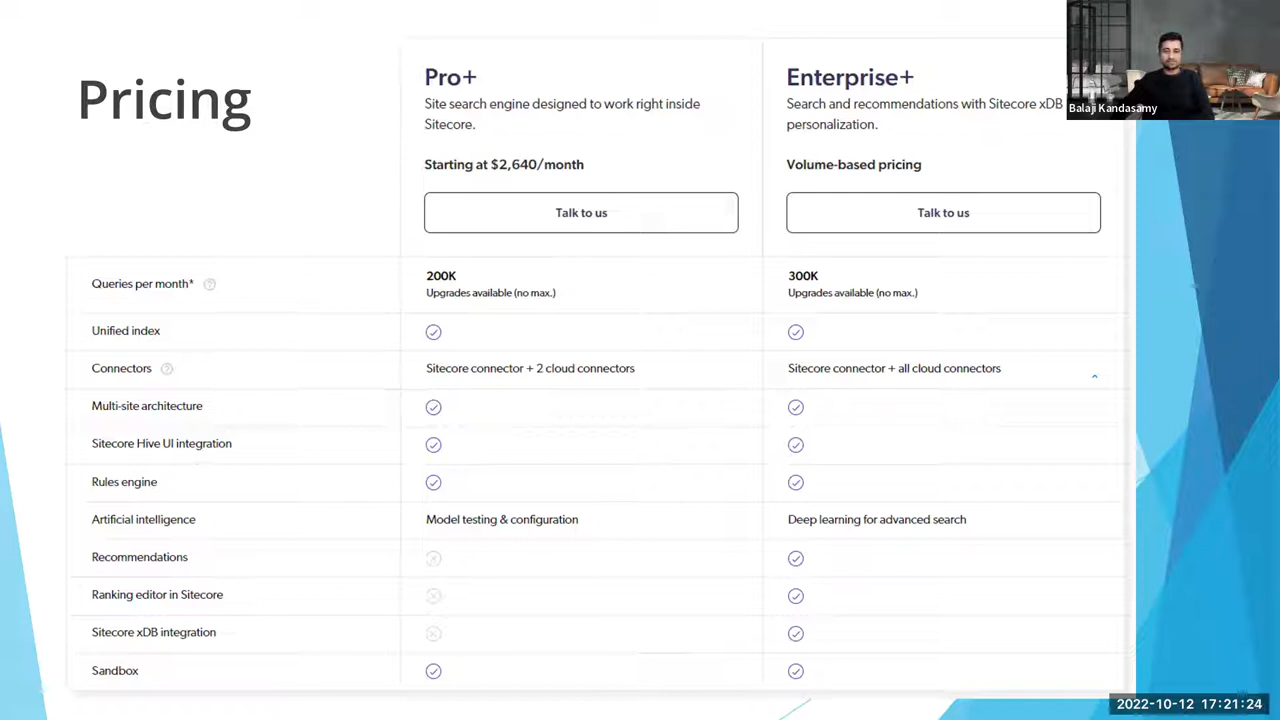 Pricing
Pro+
Site search engine designed to work right inside
Sitecore.
Starting at $2,640/month
Talk to us
Enterprise+
Search and recommendations with Sitecore xDB
personalization.
Volume-based pricing
Talk to us
Balaji Kandasamy
Queries per month*
200K
Upgrades available (no max.)
300K
Upgrades available (no max.)
Unified index
Connectors
Sitecore connector + 2 cloud connectors
Sitecore connector + all cloud connectors
Multi-site architecture
Sitecore Hive UI integration
Rules engine
Artificial intelligence
Model testing & configuration
Deep learning for advanced search
Recommendations
Ranking editor in Sitecore
Sitecore xDB integration
Sandbox
2022-10-12 17:21:24